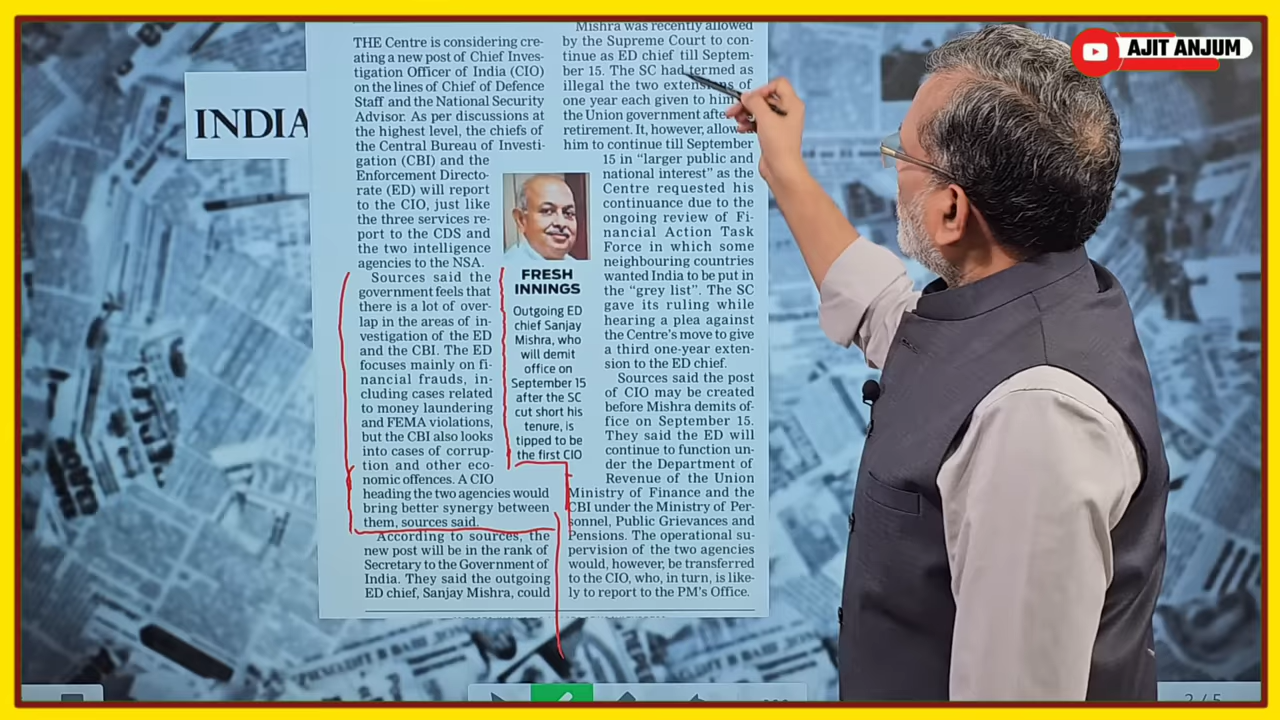 AJIT ANJUM
INDIA
THE Centre is considering cre-
ating a new post of Chief Inves-
tigation Officer of India (CIO)
on the lines of Chief of Defence
Staff and the National Security
Advisor. As per discussions at
the highest level, the chiefs of
the Central Bureau of Investi-
gation (CBI) and the
Enforcement Directo-
rate (ED) will report
to the CIO, just like
the three services re-
port to the CDS and
the two intelligence
agencies to the NSA.
Sources said the
government feels that
there is a lot of over-
lap in the areas of in-
vestigation of the ED
and the CBI. The ED
focuses mainly on fi-
nancial frauds, in-
cluding cases related
to money laundering
and FEMA violations,
but the CBI also looks
into cases of corrup-
tion and other eco-
nomic offences. A CIO
heading the two agencies would
bring better synergy between
them, sources said.
According to sources, the
new post will be in the rank of
Secretary to the Government of
India. They said the outgoing
ED chief, Sanjay Mishra, could
FRESH
INNINGS
Outgoing ED
chief Sanjay
Mishra, who
will demit
office on
September 15
after the SC
cut short his
tenure, is
tipped to be
the first CIO
Mishra was recently allowed
by the Supreme Court to con-
tinue as ED chief till Septem-
ber 15. The SC had termed as
illegal the two extensions of
one year each given to him
the Union government after
retirement. It, however, allowed
him to continue till September
15 in “larger public and
national interest” as the
Centre requested his
continuance due to the
ongoing review of Fi-
nancial Action Task
Force in which some
neighbouring countries
wanted India to be put in
the “grey list”. The SC
gave its ruling while
hearing a plea against
the Centre’s move to give
a third one-year exten-
sion to the ED chief.
Sources said the post
of CIO may be created
before Mishra demits of-
fice on September 15.
They said the ED will
continue to function un-
der the Department of
Revenue of the Union
Ministry of Finance and the
CBI under the Ministry of Per-
sonnel, Public Grievances and
Pensions. The operational su-
pervision of the two agencies
would, however, be transferred
to the CIO, who, in turn, is like-
ly to report to the PM’s Office.
2/5